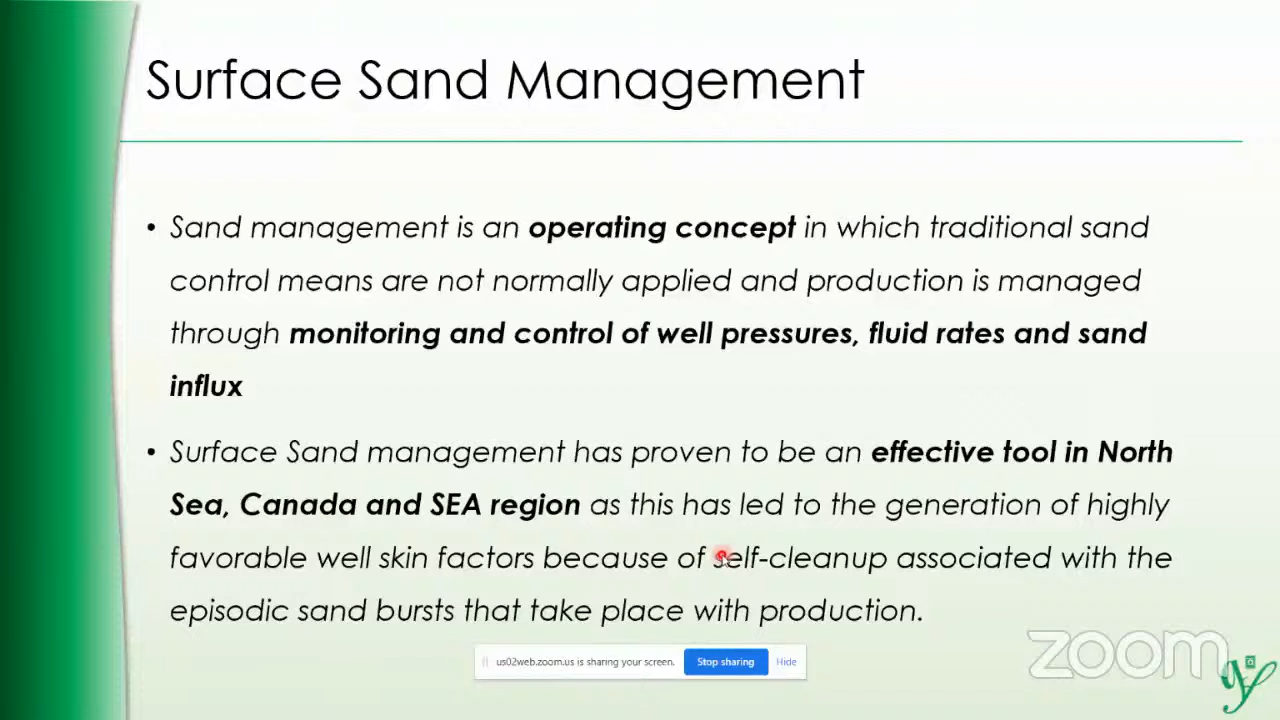 Surface Sand Management
• Sand management is an operating concept in which traditional sand
control means are not normally applied and production is managed
through monitoring and control of well pressures, fluid rates and sand
influx
• Surface Sand management has proven to be an effective tool in North
Sea, Canada and SEA region as this has led to the generation of highly
favorable well skin factors because of self-cleanup associated with the
episodic sand bursts that take place with production.
us02web.zoom.us is sharing your screen. Stop sharing Hide
zoom